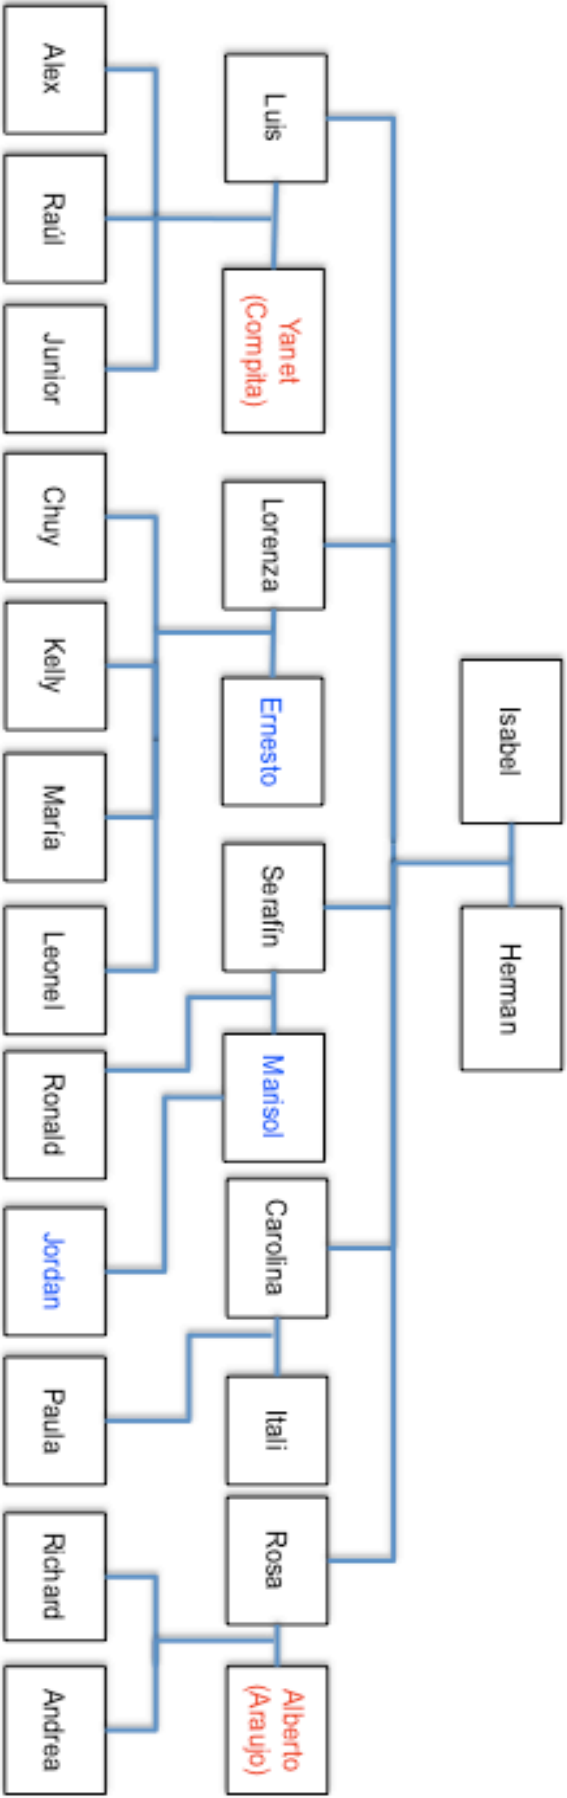 Isabel
Herman
Luis
Yanet
(Compita)
Lorenza
Ernesto
Serafín
Marisol
Carolina
Itali
Rosa
Alberto
(Araujo)
Alex
Raúl
Junior
Chuy
Kelly
María
Leonel
Ronald
Jordan
Paula
Richard
Andrea